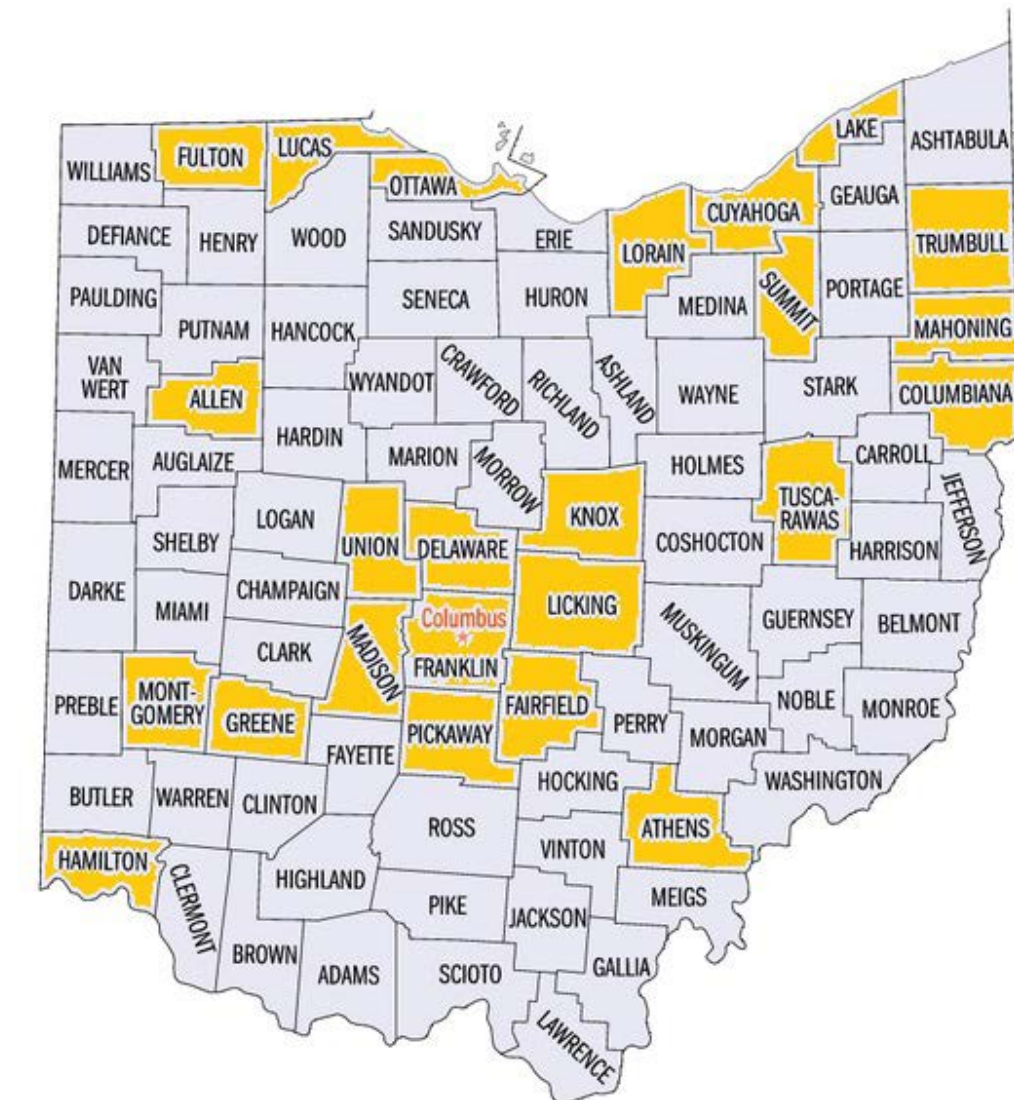 WILLIAMS
FULTON
LUCAS
OTTAWA
LAKE
ASHTABULA
GEAUGA
CUYAHOGA
DEFIANCE
HENRY
WOOD
SANDUSKY
ERIE
LORAIN
TRUMBULL
PAULDING
SENECA
HURON
MEDINA
SUMMIT
PORTAGE
PUTNAM
HANCOCK
MAHONING
VAN
WERT
ALLEN
WYANDOT
CRAWFORD
RICHLAND
ASHLAND
WAYNE
STARK
COLUMBIANA
MERCER
AUGLAIZE
HARDIN
MARION
MORROW
HOLMES
CARROLL
JEFFERSON
LOGAN
KNOX
TUSCA-
RAWAS
SHELBY
UNION
DELAWARE
COSHOCTON
HARRISON
DARKE
MIAMI
CHAMPAIGN
Columbus
LICKING
MUSKINGUM
GUERNSEY
BELMONT
CLARK
MADISON
FRANKLIN
PREBLE
MONT-
GOMERY
GREENE
PICKAWAY
FAIRFIELD
PERRY
NOBLE
MONROE
FAYETTE
MORGAN
BUTLER
WARREN
CLINTON
HOCKING
WASHINGTON
ROSS
ATHENS
VINTON
HAMILTON
CLERMONT
HIGHLAND
PIKE
JACKSON
MEIGS
BROWN
ADAMS
SCIOTO
GALLIA
LAWRENCE